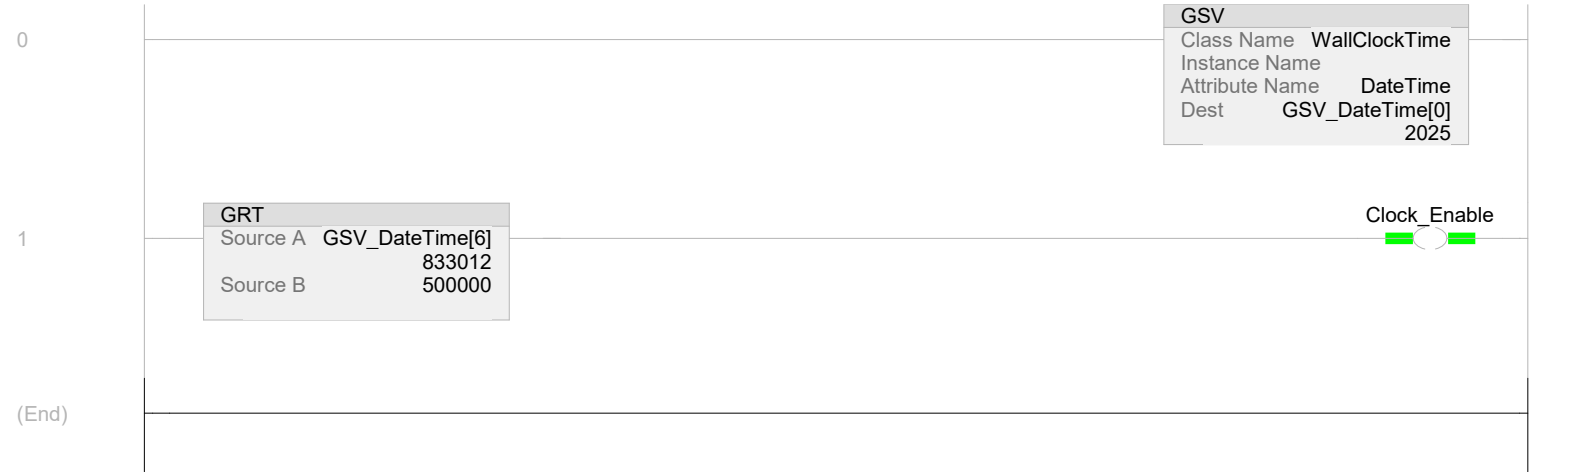 0
GSV
Class Name WallClockTime
Instance Name
Attribute Name DateTime
Dest GSV_DateTime[0]
2025
1
GRT
Source A GSV_DateTime[6]
833012
Source B 500000
Clock_Enable
(End)